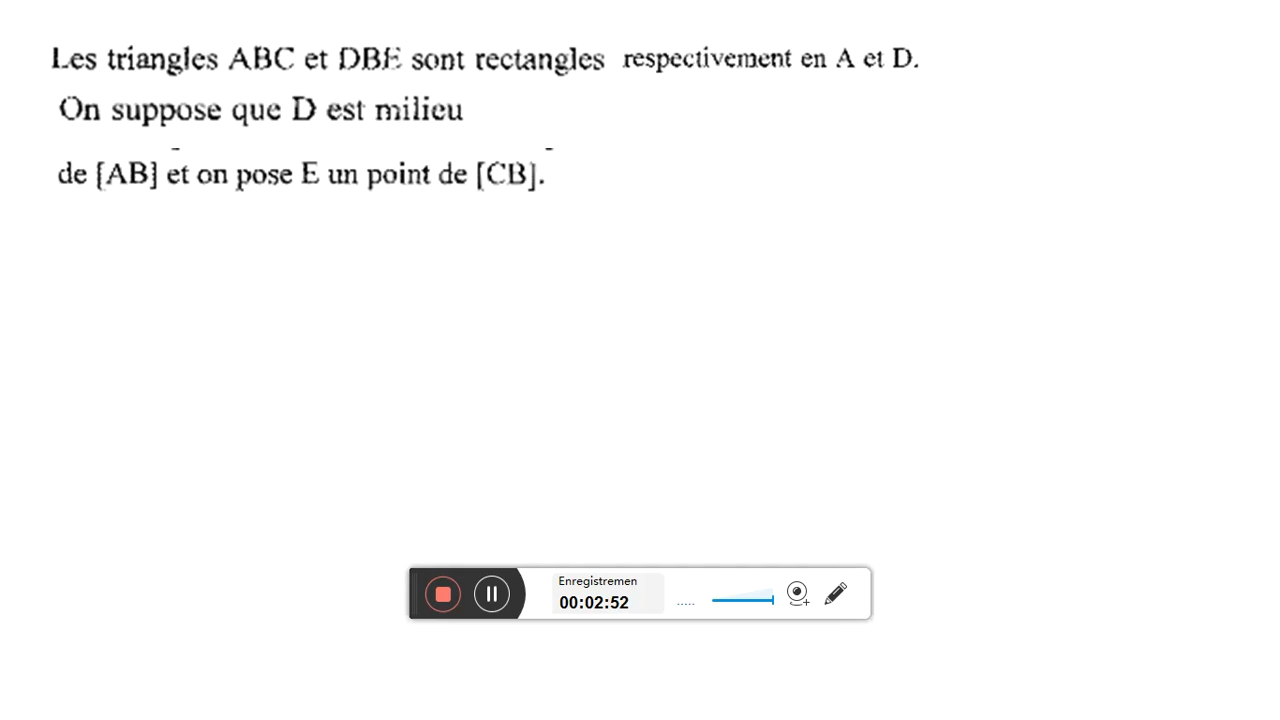 Les triangles ABC et DBE sont rectangles respectivement en A et D.
On suppose que D est milieu
de [AB] et on pose E un point de [CB].
Enregistremen
00:02:52